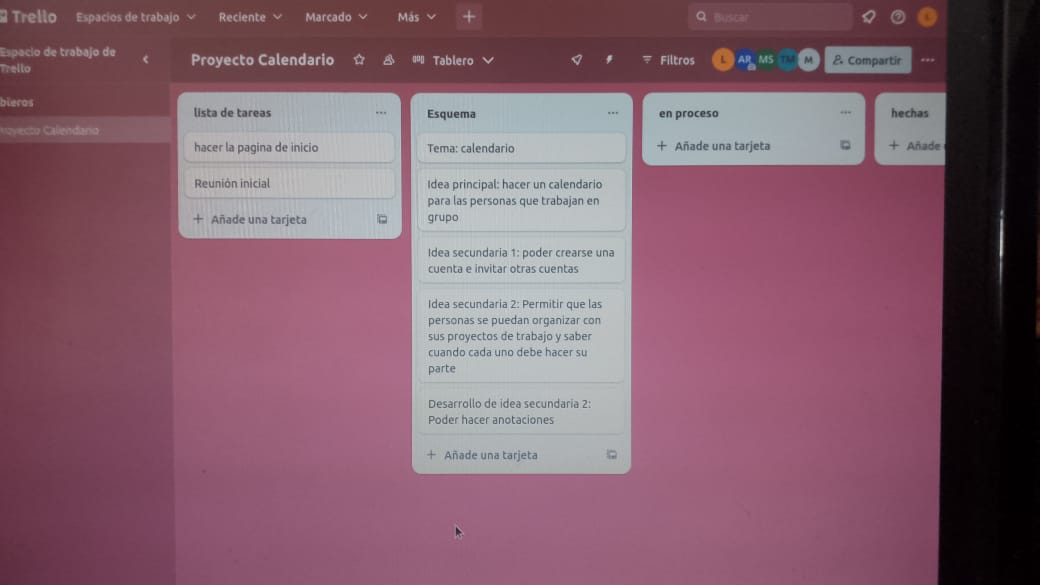 Trello
Espacios de trabajo
Reciente
Marcado
Más
+
Buscar
L
Espacio de trabajo de
Trello
Proyecto Calendario
Tablero
Filtros
L
AR
MS
TM
M
Compartir
bleros
royecto Calendario
lista de tareas
hacer la pagina de inicio
Reunión inicial
+ Añade una tarjeta
Esquema
Tema: calendario
Idea principal: hacer un calendario
para las personas que trabajan en
grupo
Idea secundaria 1: poder crearse una
cuenta e invitar otras cuentas
Idea secundaria 2: Permitir que las
personas se puedan organizar con
sus proyectos de trabajo y saber
cuando cada uno debe hacer su
parte
Desarrollo de idea secundaria 2:
Poder hacer anotaciones
+ Añade una tarjeta
en proceso
+ Añade una tarjeta
hechas
+ Añade